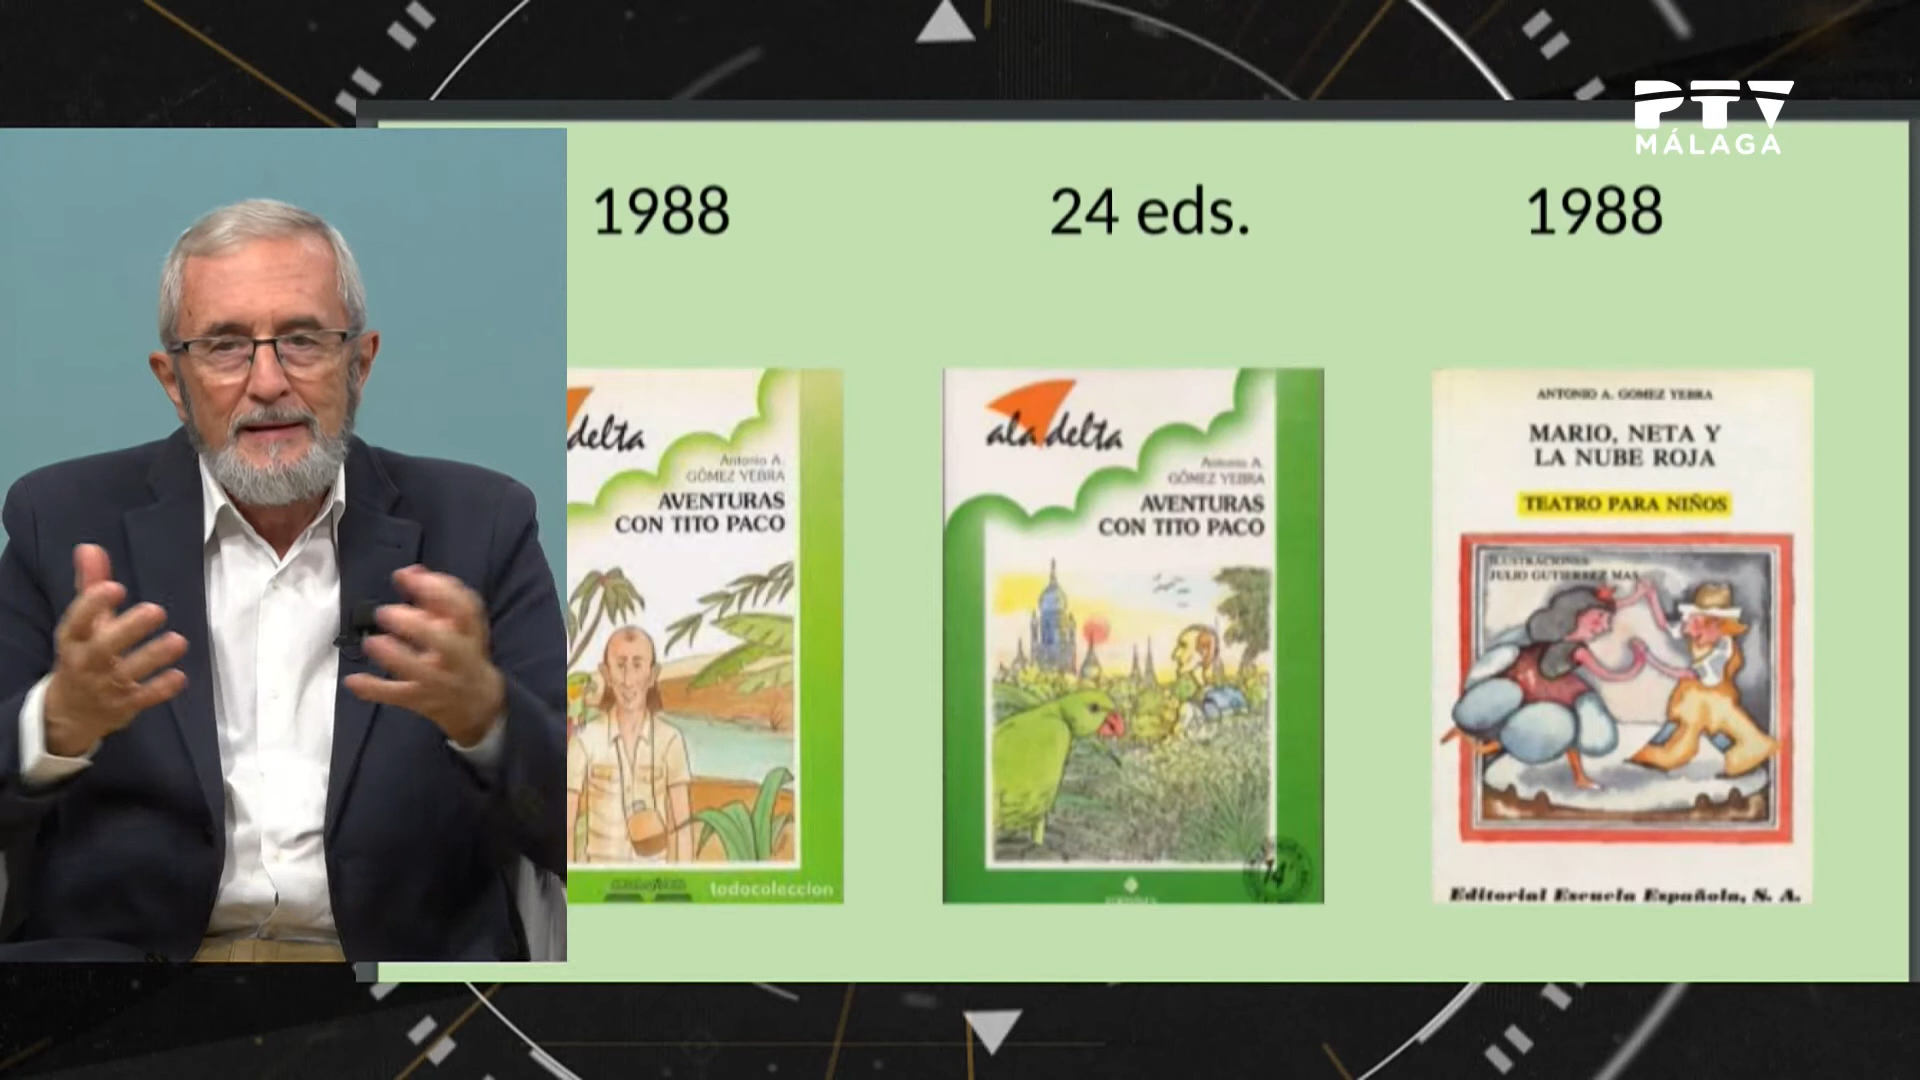 PTV
MÁLAGA
1988
24 eds.
1988
delta
Antonio A.
GÓMEZ YEBRA
AVENTURAS
CON TITO PACO
todocoleccion
ala delta
Antonio A.
GÓMEZ YEBRA
AVENTURAS
CON TITO PACO
14
ANTONIO A. GOMEZ YEBRA
MARIO, NETA Y
LA NUBE ROJA
TEATRO PARA NIÑOS
ILUSTRACIONES
JULIO GUTIERREZ MAS
Editorial Escuela Española, S. A.